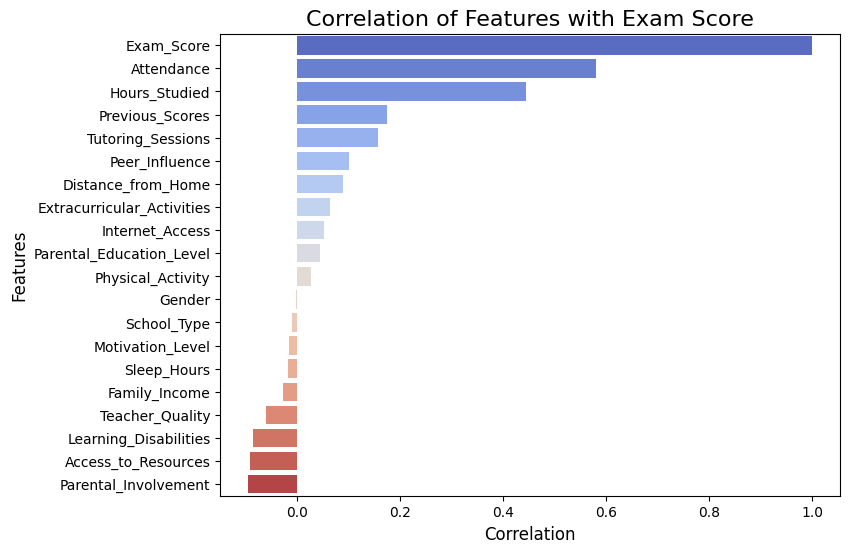 Correlation of Features with Exam Score
Exam_Score
Attendance
Hours_Studied
Previous_Scores
Tutoring_Sessions
Peer_Influence
Distance_from_Home
Extracurricular_Activities
Internet_Access
Parental_Education_Level
Physical_Activity
Gender
School_Type
Motivation_Level
Sleep_Hours
Family_Income
Teacher_Quality
Learning_Disabilities
Access_to_Resources
Parental_Involvement
Features
0.0 0.2 0.4 0.6 0.8 1.0
Correlation